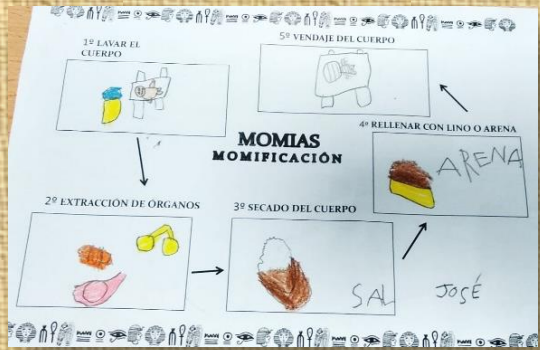 1º LAVAR EL
CUERPO
5º VENDAJE DEL CUERPO
MOMIAS
MOMIFICACIÓN
4º RELLENAR CON LINO O ARENA
ARENA
2º EXTRACCIÓN DE ÓRGANOS
3º SECADO DEL CUERPO
SAL
JOSÉ